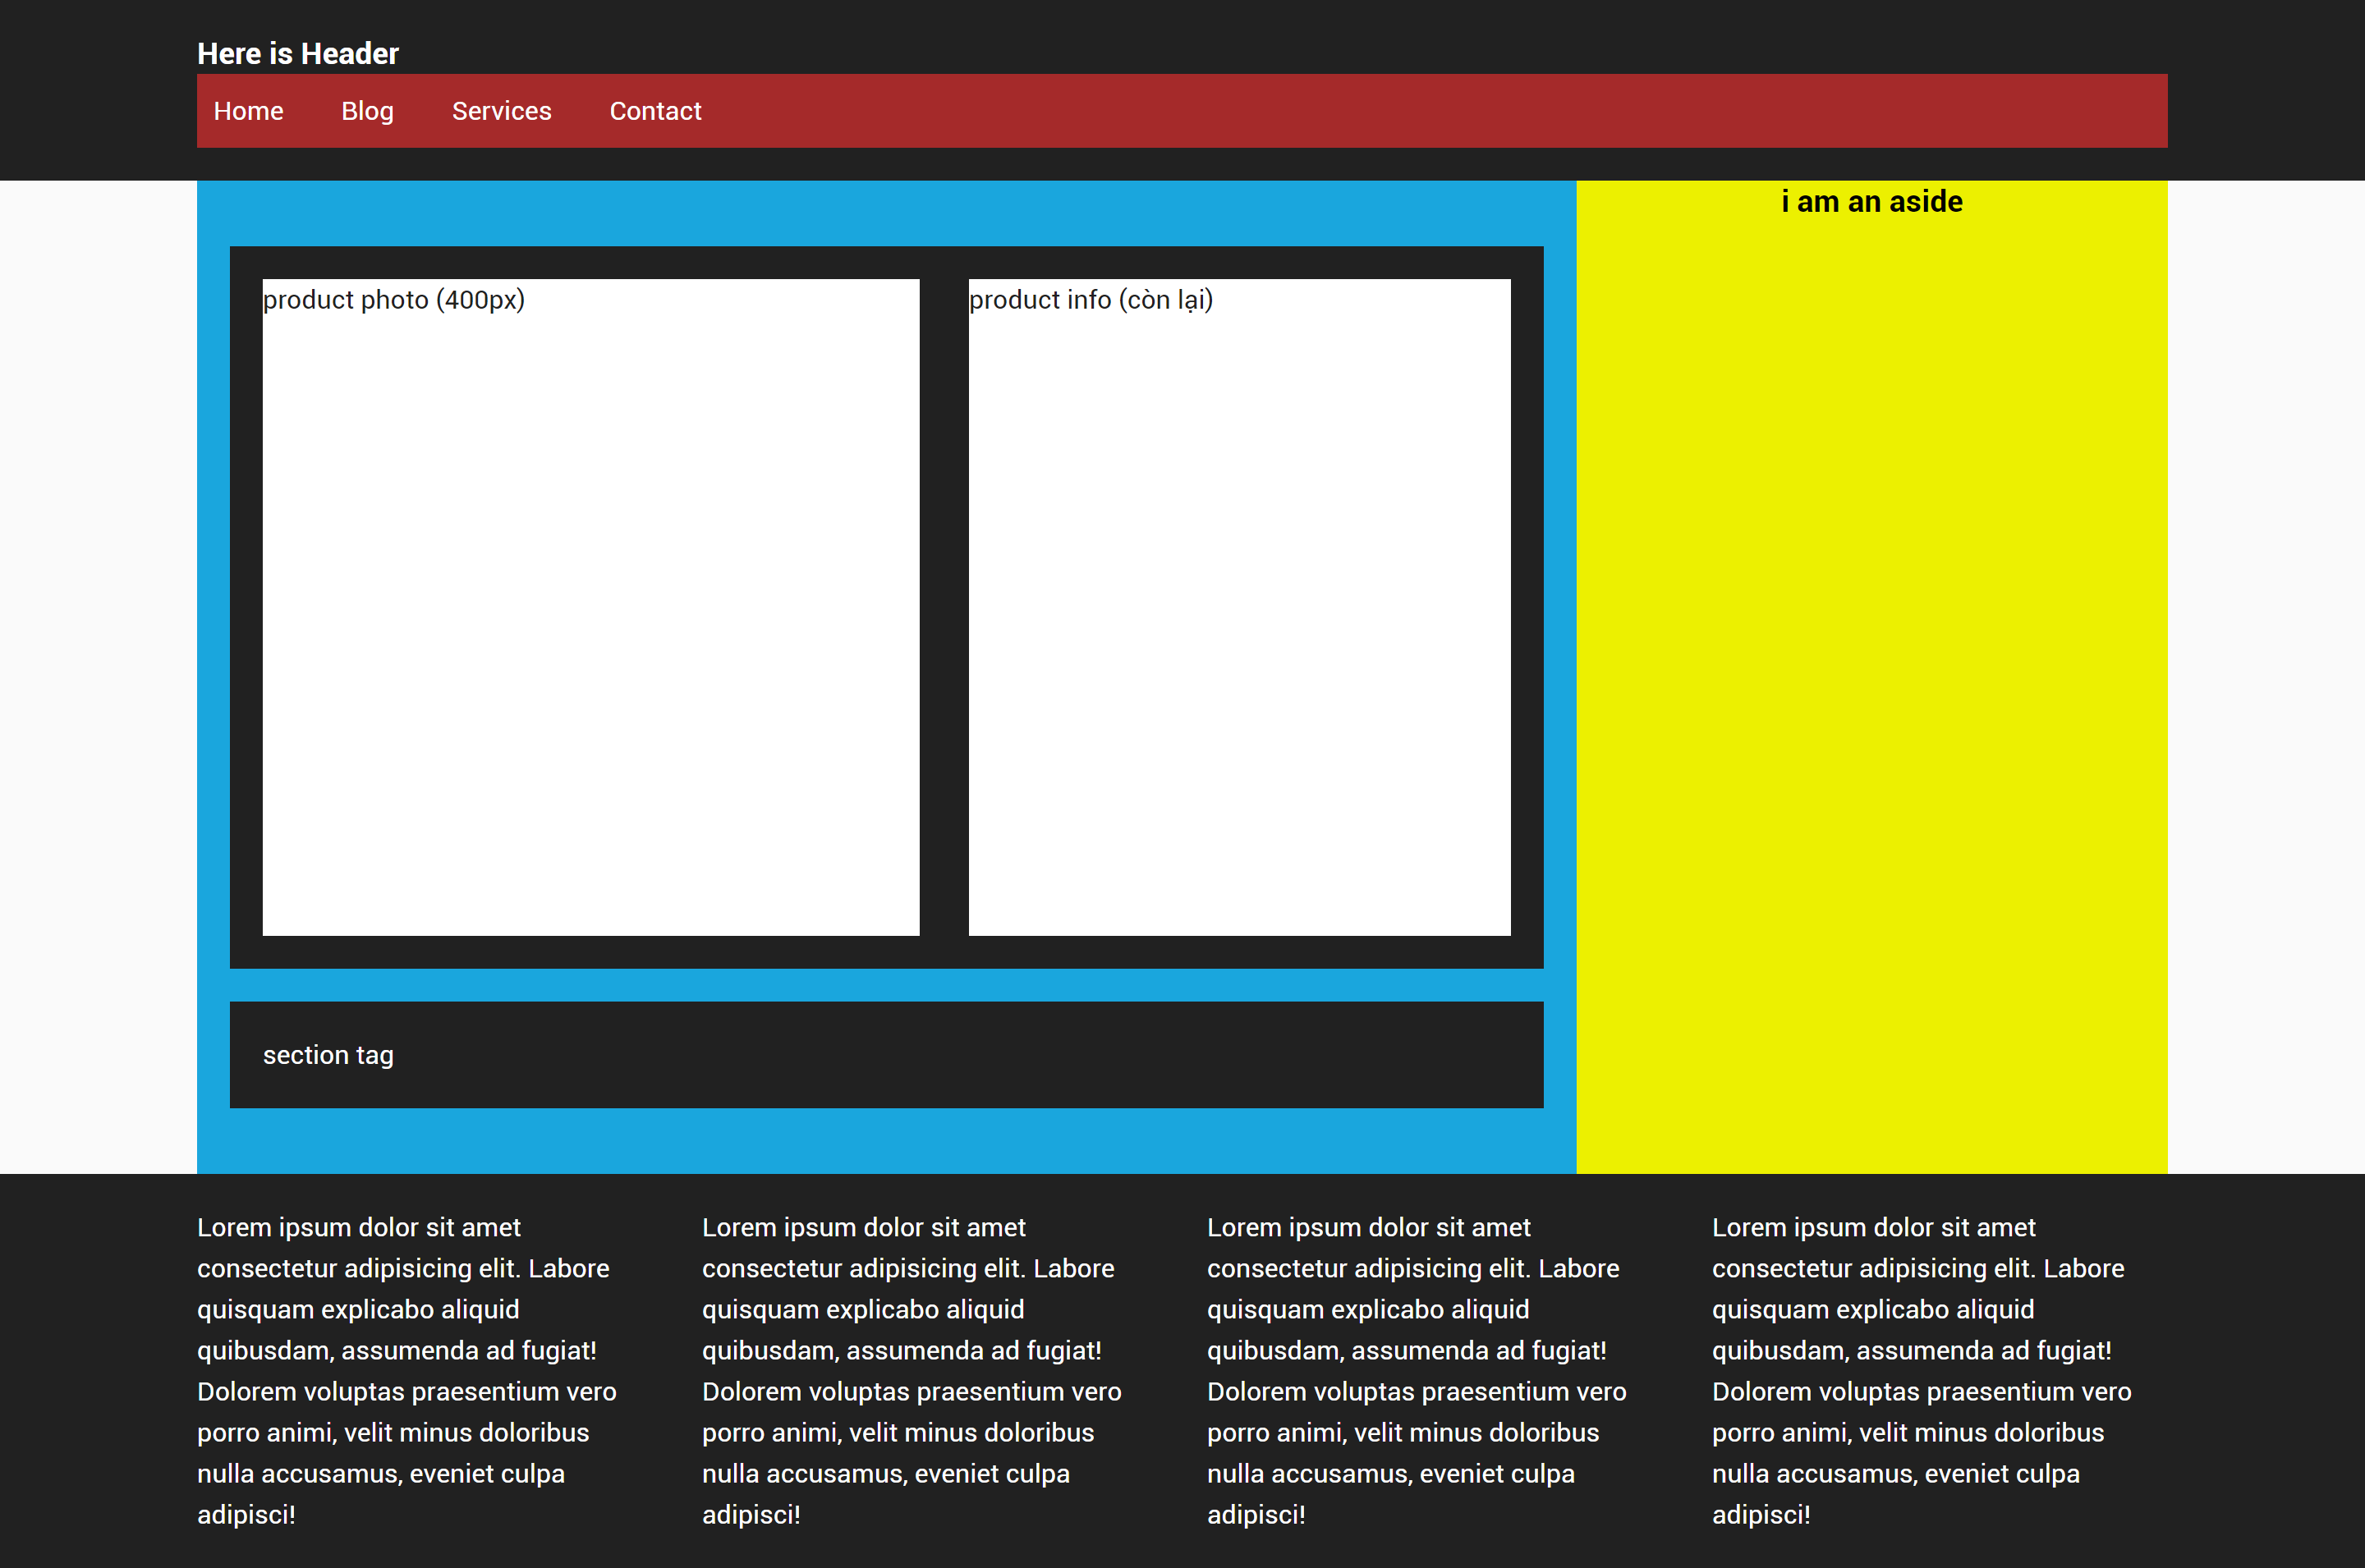 Here is Header
Home Blog Services Contact
i am an aside
product photo (400px)
product info (còn lại)
section tag
Lorem ipsum dolor sit amet
consectetur adipisicing elit. Labore
quisquam explicabo aliquid
quibusdam, assumenda ad fugiat!
Dolorem voluptas praesentium vero
porro animi, velit minus doloribus
nulla accusamus, eveniet culpa
adipisci!
Lorem ipsum dolor sit amet
consectetur adipisicing elit. Labore
quisquam explicabo aliquid
quibusdam, assumenda ad fugiat!
Dolorem voluptas praesentium vero
porro animi, velit minus doloribus
nulla accusamus, eveniet culpa
adipisci!
Lorem ipsum dolor sit amet
consectetur adipisicing elit. Labore
quisquam explicabo aliquid
quibusdam, assumenda ad fugiat!
Dolorem voluptas praesentium vero
porro animi, velit minus doloribus
nulla accusamus, eveniet culpa
adipisci!
Lorem ipsum dolor sit amet
consectetur adipisicing elit. Labore
quisquam explicabo aliquid
quibusdam, assumenda ad fugiat!
Dolorem voluptas praesentium vero
porro animi, velit minus doloribus
nulla accusamus, eveniet culpa
adipisci!